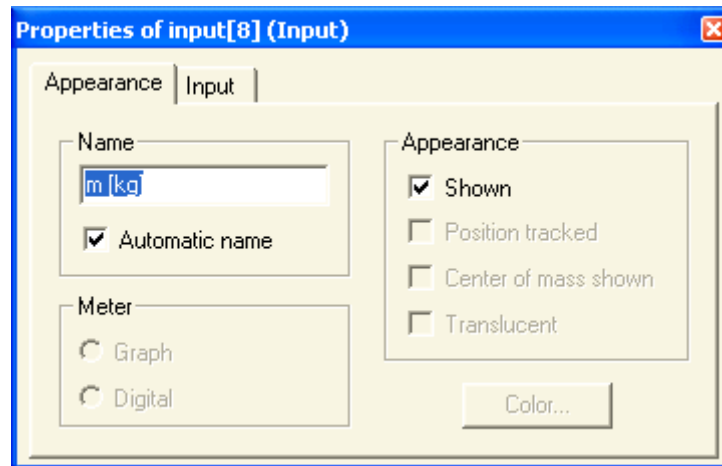 Properties of input[8] (Input)
Appearance Input
Name
m [kg]
Automatic name
Meter
Graph
Digital
Appearance
Shown
Position tracked
Center of mass shown
Translucent
Color...